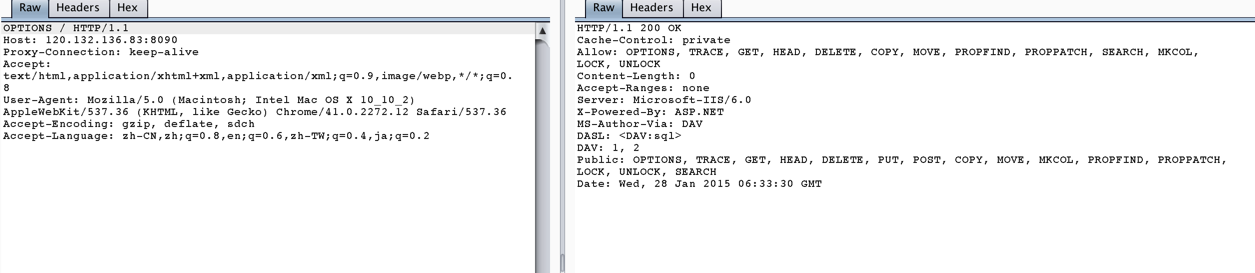 Raw Headers Hex
OPTIONS / HTTP/1.1
Host: 120.132.136.83:8090
Proxy-Connection: keep-alive
Accept:
text/html,application/xhtml+xml,application/xml;q=0.9,image/webp,*/*;q=0.
8
User-Agent: Mozilla/5.0 (Macintosh; Intel Mac OS X 10_10_2)
AppleWebKit/537.36 (KHTML, like Gecko) Chrome/41.0.2272.12 Safari/537.36
Accept-Encoding: gzip, deflate, sdch
Accept-Language: zh-CN,zh;q=0.8,en;q=0.6,zh-TW;q=0.4,ja;q=0.2
Raw Headers Hex
HTTP/1.1 200 OK
Cache-Control: private
Allow: OPTIONS, TRACE, GET, HEAD, DELETE, COPY, MOVE, PROPFIND, PROPPATCH, SEARCH, MKCOL,
LOCK, UNLOCK
Content-Length: 0
Accept-Ranges: none
Server: Microsoft-IIS/6.0
X-Powered-By: ASP.NET
MS-Author-Via: DAV
DASL: <DAV:sql>
DAV: 1, 2
Public: OPTIONS, TRACE, GET, HEAD, DELETE, PUT, POST, COPY, MOVE, MKCOL, PROPFIND, PROPPATCH,
LOCK, UNLOCK, SEARCH
Date: Wed, 28 Jan 2015 06:33:30 GMT